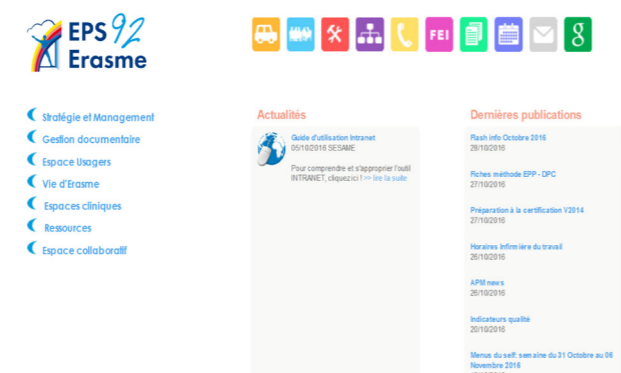 EPS 92
Erasme
FEI
g
Stratégie et Management
Gestion documentaire
Espace Usagers
Vie d'Erasme
Espaces cliniques
Ressources
Espace collaboratif
Actualités
Guide d'utilisation Intranet
05/10/2016 SESAME
Pour comprendre et s'approprier l'outil
INTRANET, cliquez ici ! >> lire la suite
Dernières publications
Flash info Octobre 2016
28/10/2016
Fiches méthode EPP - DPC
27/10/2016
Préparation à la certification V2014
27/10/2016
Horaires Infirmière du travail
26/10/2016
APM news
26/10/2016
Indicateurs qualité
20/10/2016
Menus du self: semaine du 31 Octobre au 06
Novembre 2016